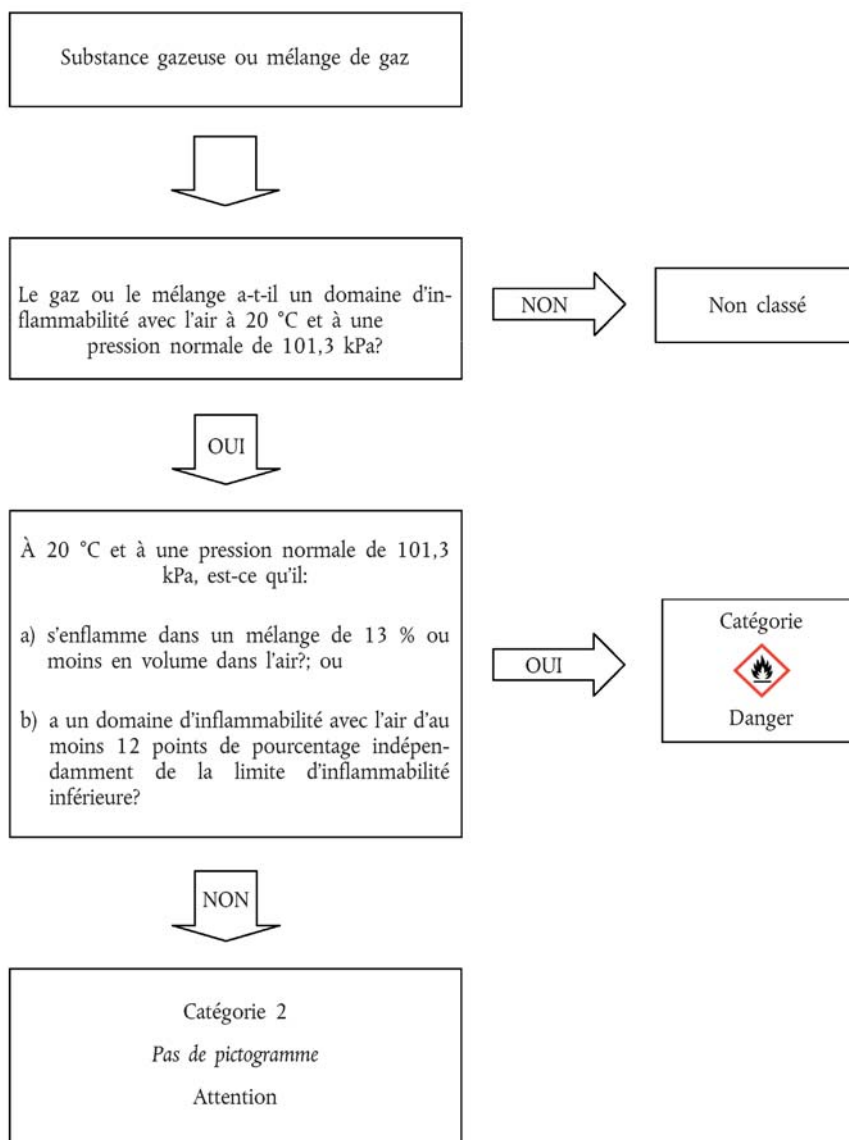 Substance gazeuse ou mélange de gaz
Le gaz ou le mélange a-t-il un domaine d'in-
flammabilité avec l'air à 20 °C et à une
pression normale de 101,3 kPa?
NON
Non classé
OUI
À 20 °C et à une pression normale de 101,3
kPa, est-ce qu'il:
a) s'enflamme dans un mélange de 13 % ou
moins en volume dans l'air?; ou
b) a un domaine d'inflammabilité avec l'air d'au
moins 12 points de pourcentage indépen-
damment de la limite d'inflammabilité
inférieure?
OUI
Catégorie
Danger
NON
Catégorie 2
Pas de pictogramme
Attention